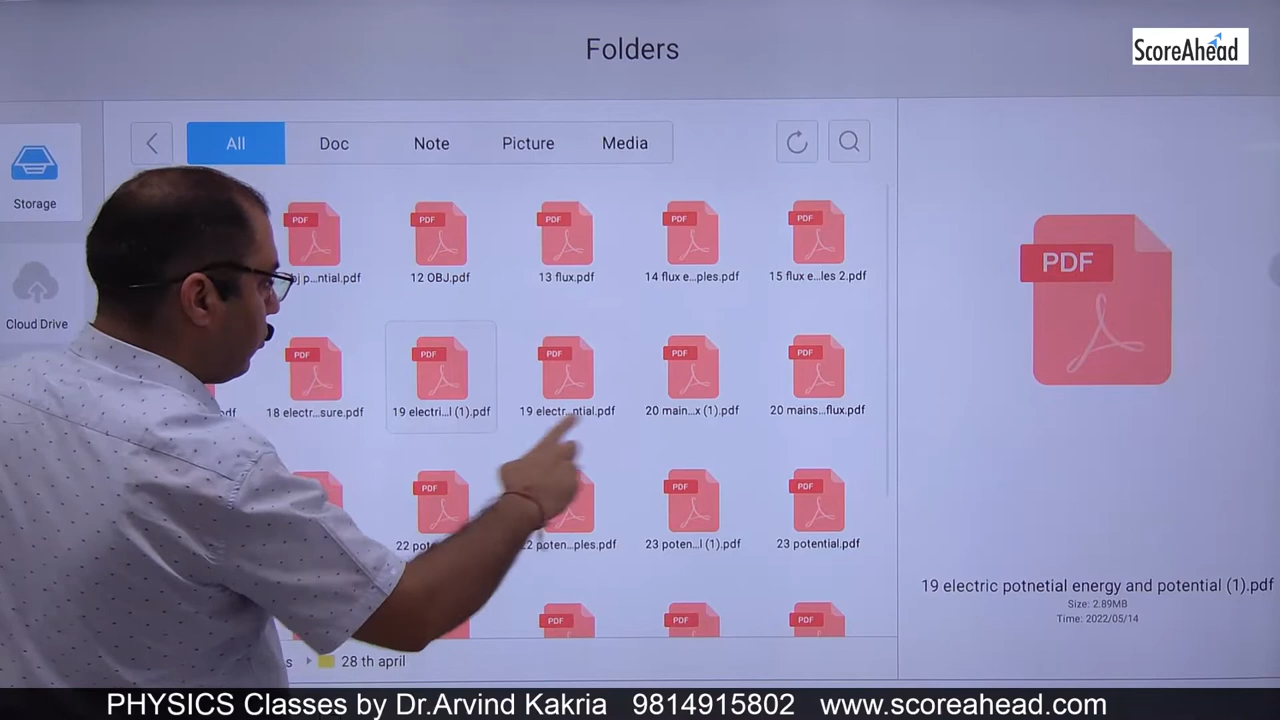 Folders
ScoreAhead
All
Doc
Note
Picture
Media
Storage
Cloud Drive
PDF
PDF
PDF
PDF
PDF
p...ntial.pdf
12 OBJ.pdf
13 flux.pdf
14 flux e...ples.pdf
15 flux e...les 2.pdf
PDF
PDF
PDF
PDF
PDF
PDF
18 electr...sure.pdf
19 electri...l (1).pdf
19 electr...ntial.pdf
20 main...x (1).pdf
20 mains...flux.pdf
PDF
PDF
PDF
22
poten...ples.pdf
23 poten...l (1).pdf
23 potential.pdf
19 electric potnetial energy and potential (1).pdf
Size: 2.89MB
Time: 2022/05/14
PDF
PDF
PDF
28 th april
PHYSICS Classes by Dr.Arvind Kakria 9814915802 www.scoreahead.com